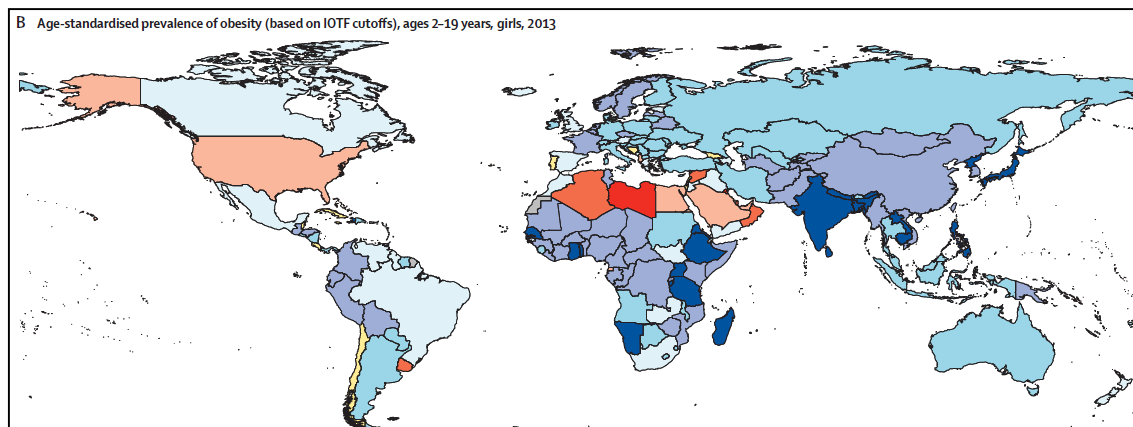 B Age-standardised prevalence of obesity (based on IOTF cutoffs), ages 2–19 years, girls, 2013